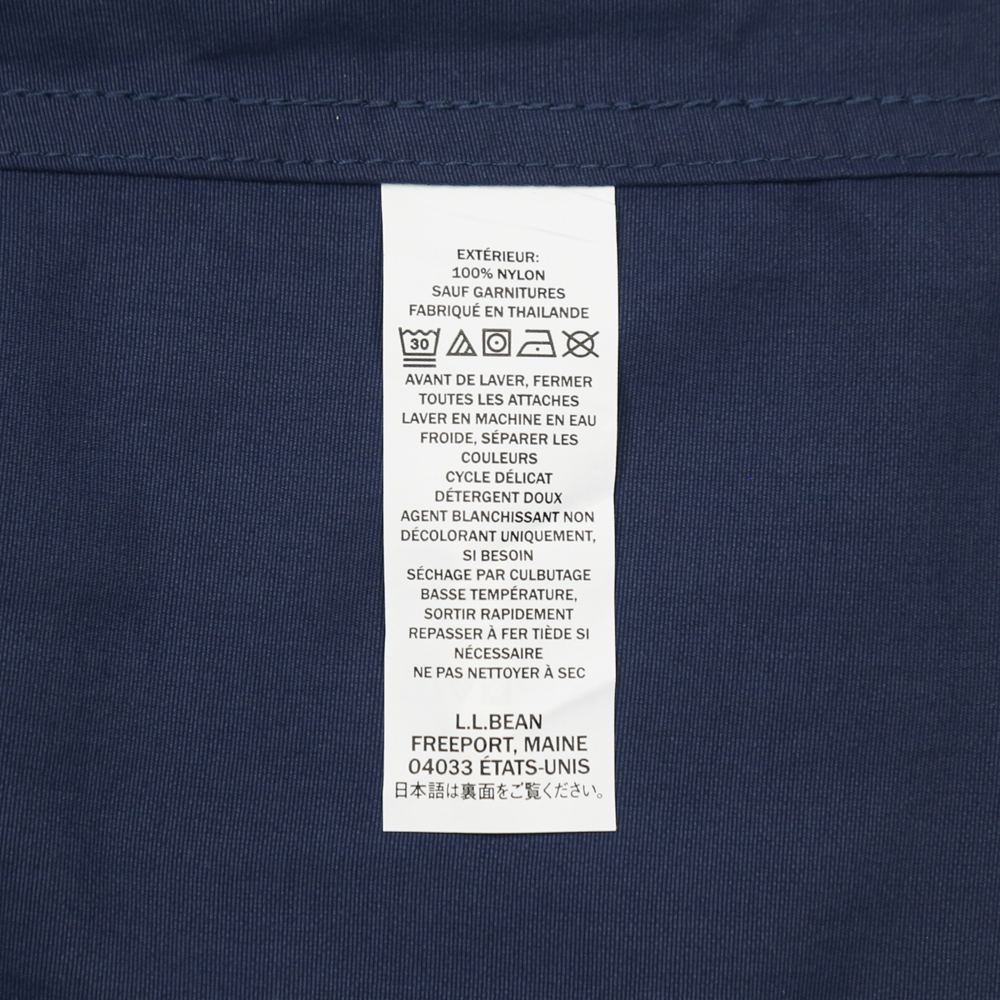 EXTÉRIEUR:
100% NYLON
SAUF GARNITURES
FABRIQUÉ EN THAILANDE
30
AVANT DE LAVER, FERMER
TOUTES LES ATTACHES
LAVER EN MACHINE EN EAU
FROIDE, SÉPARER LES
COULEURS
CYCLE DÉLICAT
DÉTERGENT DOUX
AGENT BLANCHISSANT NON
DÉCOLORANT UNIQUEMENT,
SI BESOIN
SÉCHAGE PAR CULBUTAGE
BASSE TEMPÉRATURE,
SORTIR RAPIDEMENT
REPASSER À FER TIÈDE SI
NÉCESSAIRE
NE PAS NETTOYER À SEC
L.L.BEAN
FREEPORT, MAINE
04033 ÉTATS-UNIS
日本語は裏面をご覧ください。